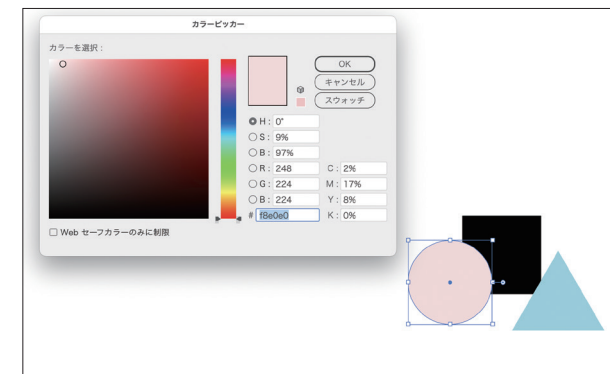 カラーピッカー
カラーを選択：
OK
キャンセル
スウォッチ
H： 0°
S： 9%
B： 97%
R： 248
C： 2%
G： 224
M： 17%
B： 224
Y： 8%
# f8e0e0
K： 0%
Web セーフカラーのみに制限